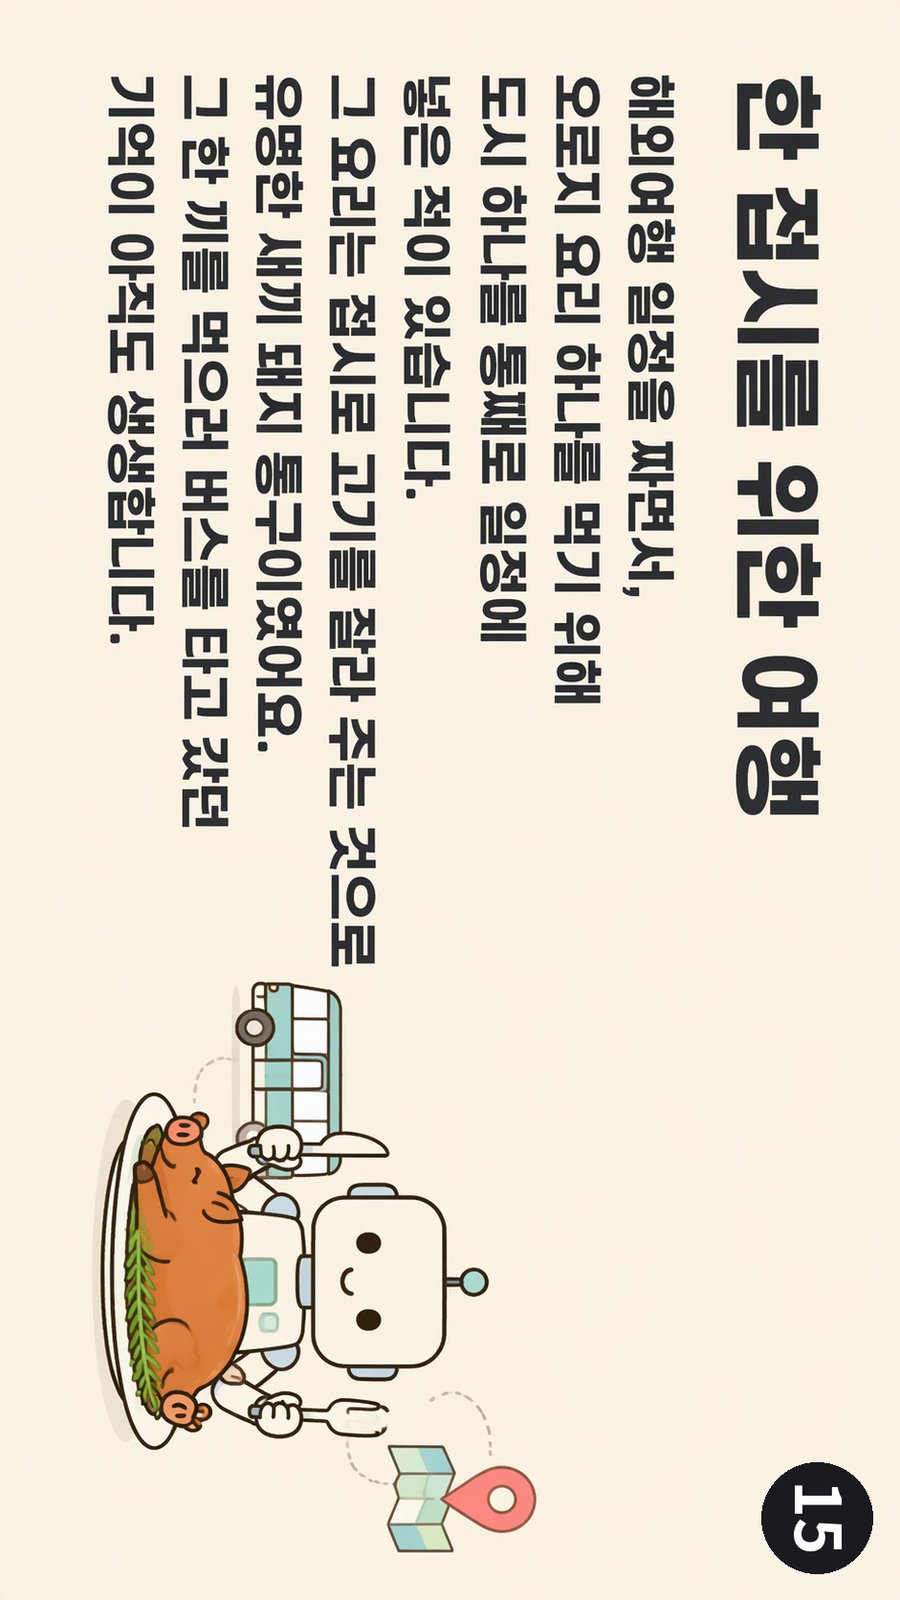 한 접시를 위한 여행
해외여행 일정을 짜면서,
오로지 요리 하나를 먹기 위해
도시 하나를 통째로 일정에
넣은 적이 있습니다.
그 요리는 접시로 고기를 잘라 주는 것으로
유명한 새끼 돼지 통구이였어요.
그 한 끼를 먹으러 버스를 타고 갔던
기억이 아직도 생생합니다.
15